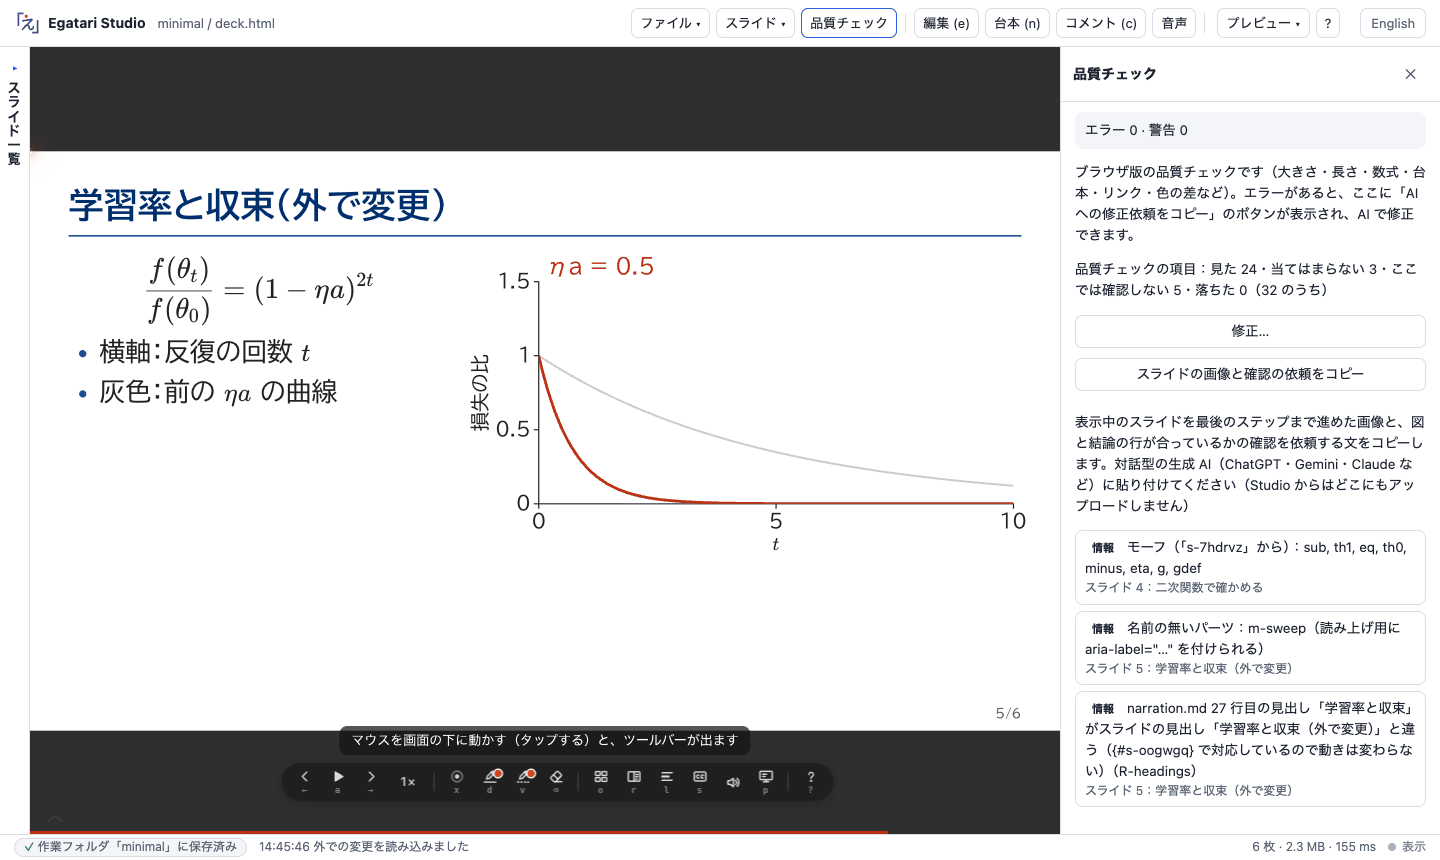 Egatari Studio minimal / deck.html ファイル ▾ スライド ▾ 品質チェック 編集 (e) 台本 (n) コメント (c) 音声 プレビュー ▾ ? English
スライド一覧
学習率と収束（外で変更）
f(θt)/f(θ0) = (1 − ηa)^2t
• 横軸：反復の回数 t
• 灰色：前の ηa の曲線
ηa = 0.5
1.5
1
0.5
0
損失の比
0 5 10
t
5/6
マウスを画面の下に動かす（タップする）と、ツールバーが出ます
1×
← a → x d v ⌫ o r l s p ?
品質チェック
エラー 0 · 警告 0
ブラウザ版の品質チェックです（大きさ・長さ・数式・台
本・リンク・色の差など）。エラーがあると、ここに「AI
への修正依頼をコピー」のボタンが表示され、AI で修正
できます。
品質チェックの項目：見た 24・当てはまらない 3・ここ
では確認しない 5・落ちた 0（32 のうち）
修正...
スライドの画像と確認の依頼をコピー
表示中のスライドを最後のステップまで進めた画像と、図
と結論の行が合っているかの確認を依頼する文をコピーし
ます。対話型の生成 AI（ChatGPT・Gemini・Claude な
ど）に貼り付けてください（Studio からはどこにもアッ
プロードしません）
情報 モーフ（「s-7hdrvz」から）：sub, th1, eq, th0,
minus, eta, g, gdef
スライド 4：二次関数で確かめる
情報 名前の無いパーツ：m-sweep（読み上げ用に
aria-label="..." を付けられる）
スライド 5：学習率と収束（外で変更）
情報 narration.md 27 行目の見出し「学習率と収束」
がスライドの見出し「学習率と収束（外で変更）」と違
う（{#s-oogwgq} で対応しているので動きは変わらな
い）（R-headings）
スライド 5：学習率と収束（外で変更）
✓ 作業フォルダ「minimal」に保存済み 14:45:46 外での変更を読み込みました
6 枚 · 2.3 MB · 155 ms 表示